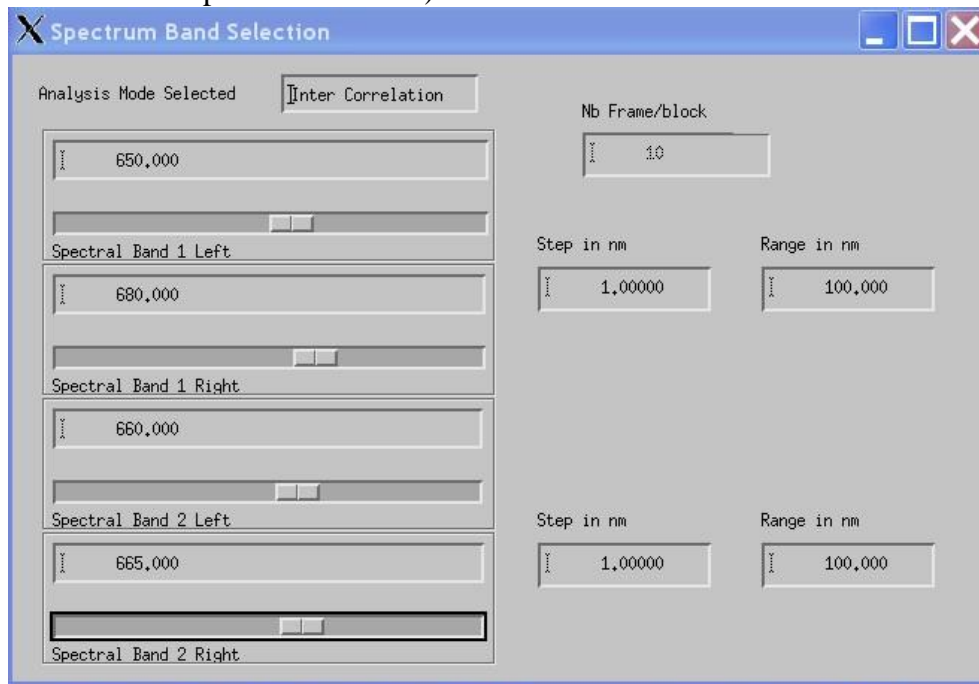 Spectrum Band Selection
Analysis Mode Selected Inter Correlation
Nb Frame/block
10
650.000
Spectral Band 1 Left
Step in nm Range in nm
1.00000 100.000
680.000
Spectral Band 1 Right
660.000
Spectral Band 2 Left
Step in nm Range in nm
1.00000 100.000
665.000
Spectral Band 2 Right